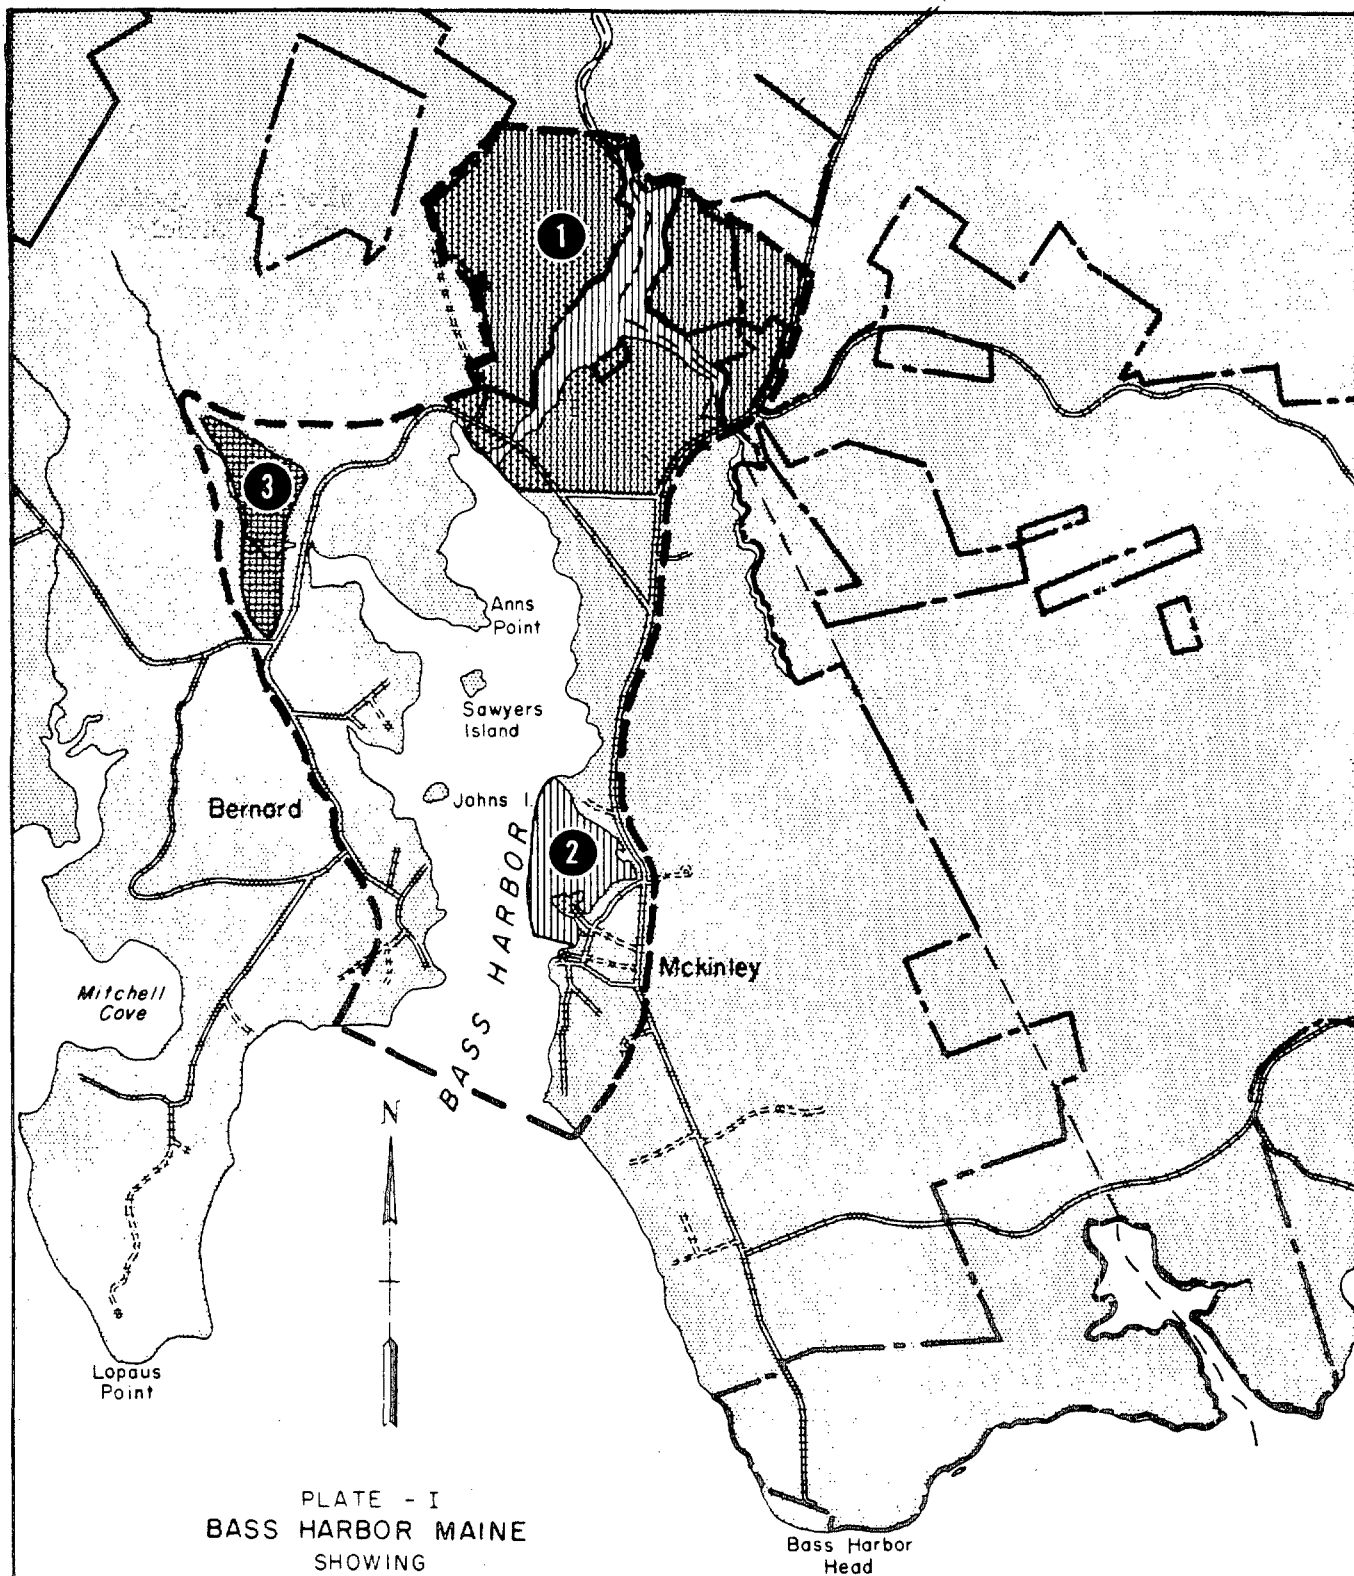 1
3
Anns
Point
Sawyers
Island
Johns I.
Bernard
2
BASS HARBOR
Mckinley
Mitchell
Cove
N
Lopaus
Point
PLATE - I
BASS HARBOR MAINE
SHOWING
Bass Harbor
Head